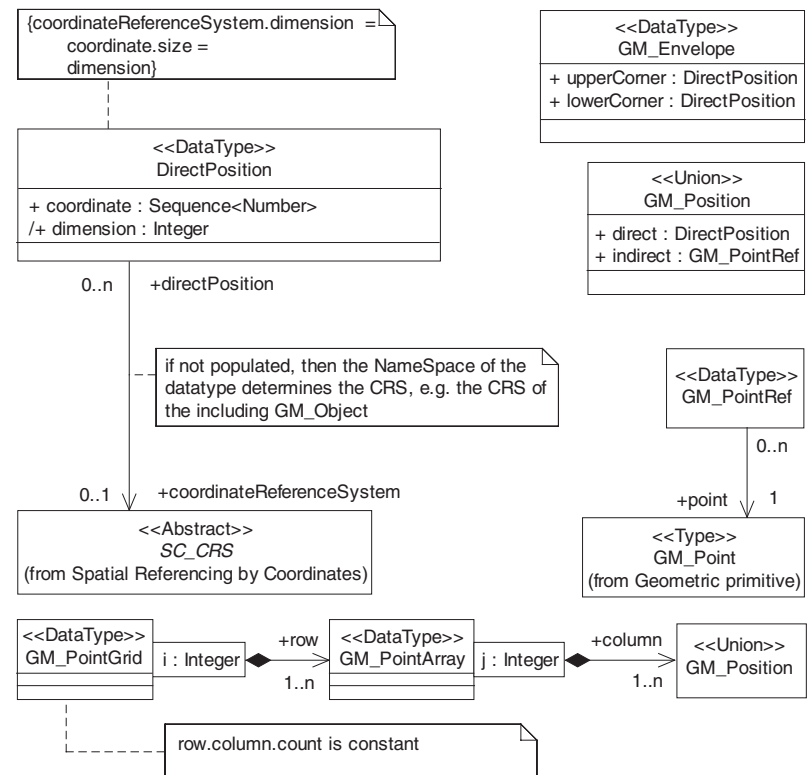 {coordinateReferenceSystem.dimension =
coordinate.size =
dimension}
<<DataType>>
DirectPosition
+ coordinate : Sequence<Number>
/+ dimension : Integer
0..n
+directPosition
if not populated, then the NameSpace of the
datatype determines the CRS, e.g. the CRS of
the including GM_Object
0..1
+coordinateReferenceSystem
<<Abstract>>
SC_CRS
(from Spatial Referencing by Coordinates)
<<DataType>>
GM_Envelope
+ upperCorner : DirectPosition
+ lowerCorner : DirectPosition
<<Union>>
GM_Position
+ direct : DirectPosition
+ indirect : GM_PointRef
<<DataType>>
GM_PointRef
0..n
+point
1
<<Type>>
GM_Point
(from Geometric primitive)
<<DataType>>
GM_PointGrid
i : Integer
+row
1..n
<<DataType>>
GM_PointArray
j : Integer
+column
1..n
<<Union>>
GM_Position
row.column.count is constant